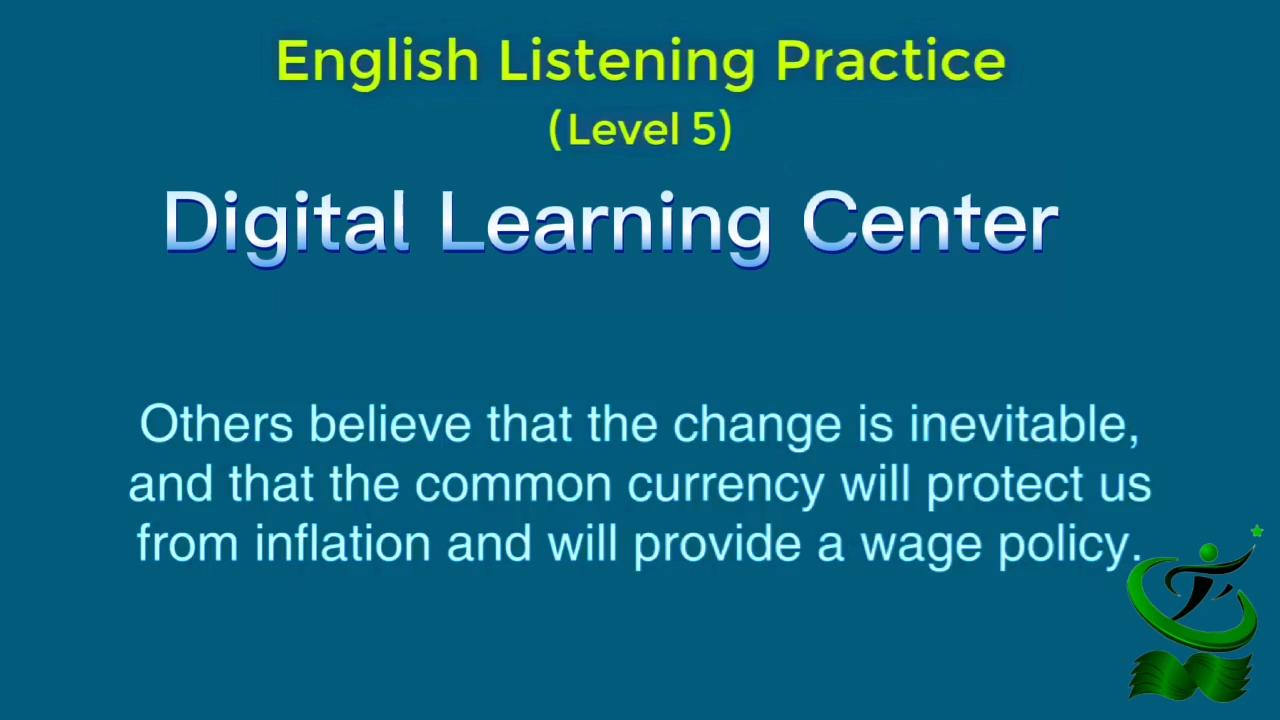 English Listening Practice
(Level 5)
Digital Learning Center
Others believe that the change is inevitable,
and that the common currency will protect us
from inflation and will provide a wage policy.